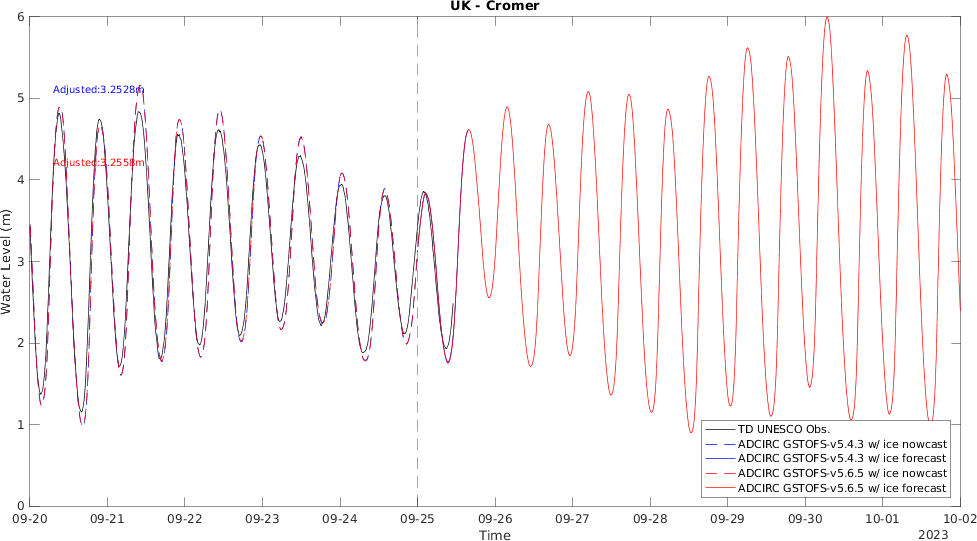 UK - Cromer
6
5
4
3
2
1
0
Water Level (m)
Adjusted:3.2528m
Adjusted:3.2558m
TD UNESCO Obs.
ADCIRC GSTOFS-v5.4.3 w/ ice nowcast
ADCIRC GSTOFS-v5.4.3 w/ ice forecast
ADCIRC GSTOFS-v5.6.5 w/ ice nowcast
ADCIRC GSTOFS-v5.6.5 w/ ice forecast
09-20 09-21 09-22 09-23 09-24 09-25 09-26 09-27 09-28 09-29 09-30 10-01 10-02
Time
2023